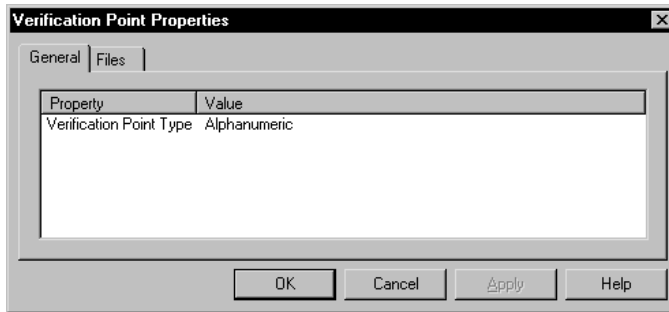 Verification Point Properties
General Files
Property Value
Verification Point Type Alphanumeric
OK Cancel Apply Help